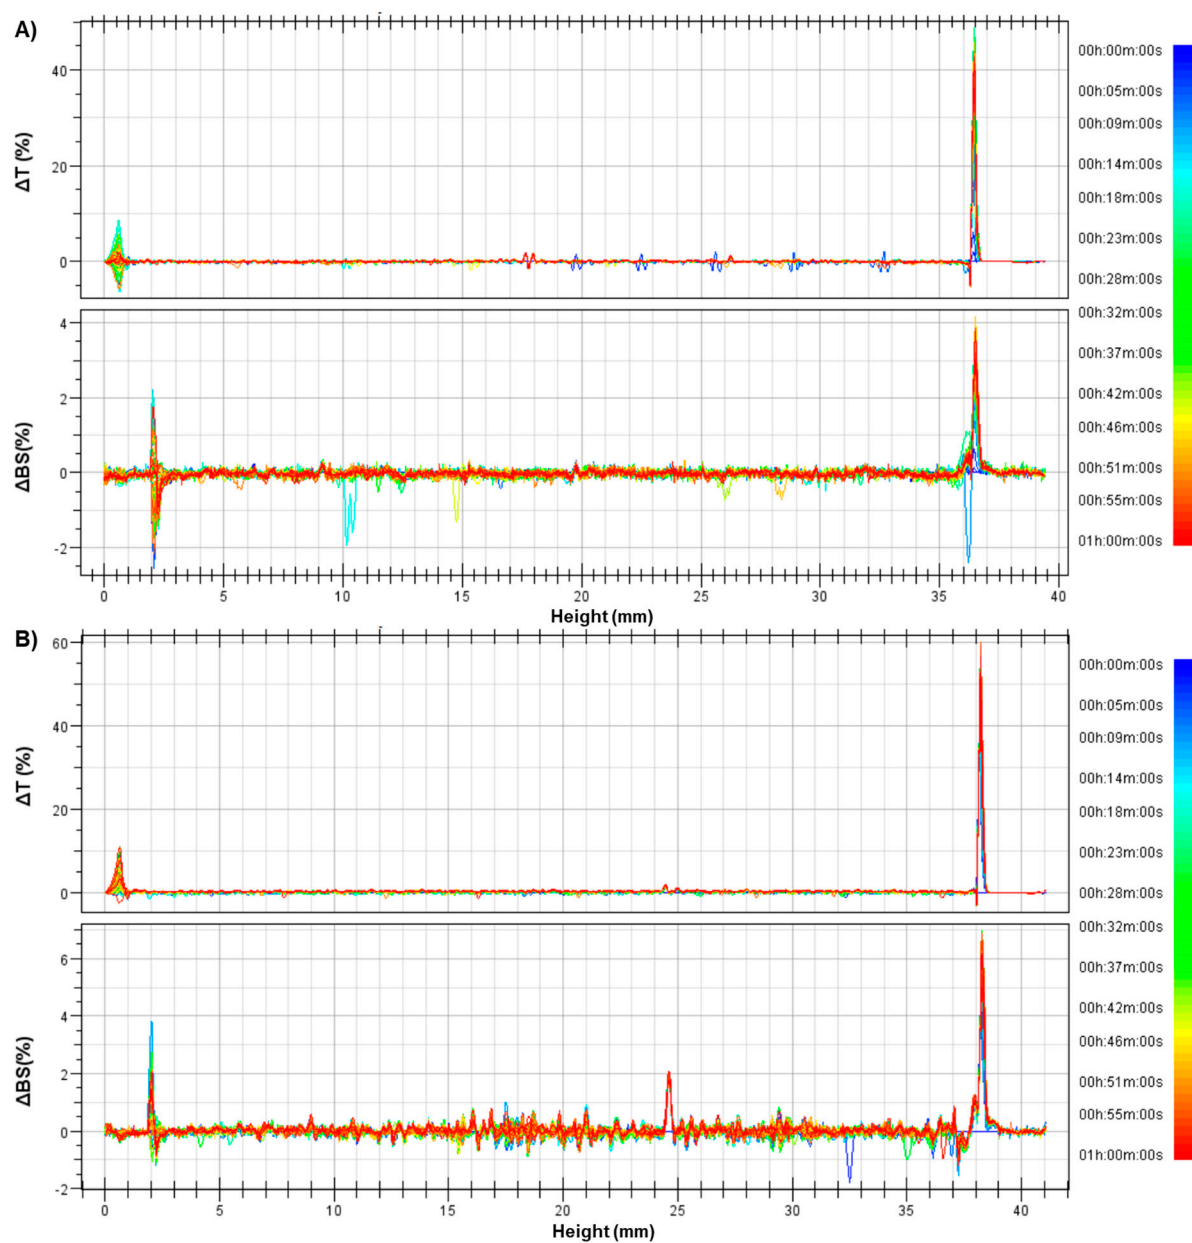 A)
ΔT (%)
40
20
0
ΔBS(%)
4
2
0
-2
0 5 10 15 20 25 30 35 40
Height (mm)
00h:00m:00s
00h:05m:00s
00h:09m:00s
00h:14m:00s
00h:18m:00s
00h:23m:00s
00h:28m:00s
00h:32m:00s
00h:37m:00s
00h:42m:00s
00h:46m:00s
00h:51m:00s
00h:55m:00s
01h:00m:00s
B)
ΔT (%)
60
40
20
0
ΔBS(%)
6
4
2
0
-2
0 5 10 15 20 25 30 35 40
Height (mm)
00h:00m:00s
00h:05m:00s
00h:09m:00s
00h:14m:00s
00h:18m:00s
00h:23m:00s
00h:28m:00s
00h:32m:00s
00h:37m:00s
00h:42m:00s
00h:46m:00s
00h:51m:00s
00h:55m:00s
01h:00m:00s